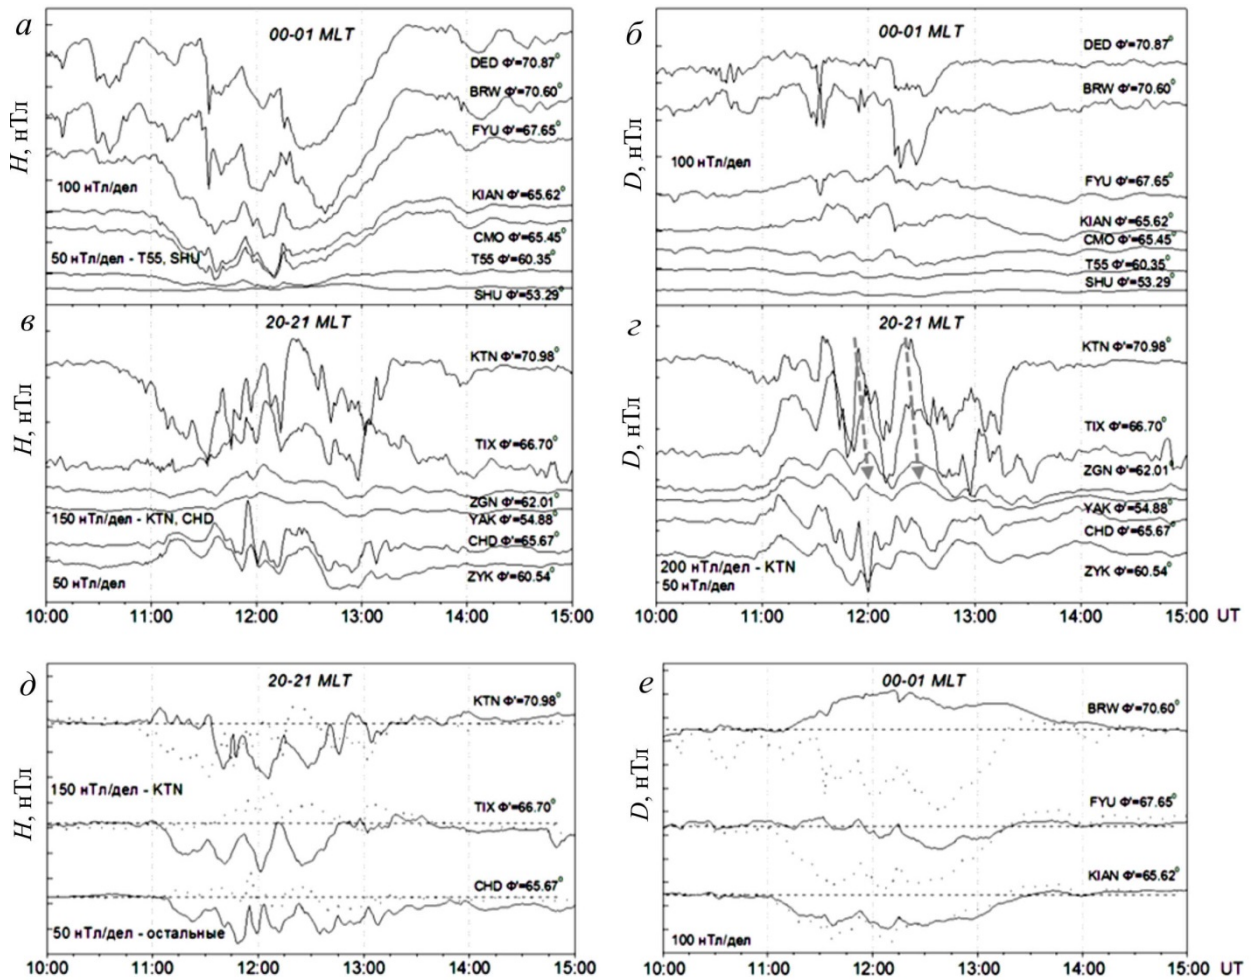 а
H, нТл
00-01 MLT
DED Φ'=70.87°
BRW Φ'=70.60°
FYU Φ'=67.65°
100 нТл/дел
KIAN Φ'=65.62°
CMO Φ'=65.45°
50 нТл/дел - T55, SHU
T55 Φ'=60.35°
SHU Φ'=53.29°
б
D, нТл
00-01 MLT
DED Φ'=70.87°
BRW Φ'=70.60°
100 нТл/дел
FYU Φ'=67.65°
KIAN Φ'=65.62°
CMO Φ'=65.45°
T55 Φ'=60.35°
SHU Φ'=53.29°
в
H, нТл
20-21 MLT
KTN Φ'=70.98°
TIX Φ'=66.70°
ZGN Φ'=62.01°
150 нТл/дел - KTN, CHD
YAK Φ'=54.88°
CHD Φ'=65.67°
ZYK Φ'=60.54°
50 нТл/дел
10:00 11:00 12:00 13:00 14:00 15:00
г
D, нТл
20-21 MLT
KTN Φ'=70.98°
TIX Φ'=66.70°
ZGN Φ'=62.01°
YAK Φ'=54.88°
CHD Φ'=65.67°
200 нТл/дел - KTN
ZYK Φ'=60.54°
50 нТл/дел
10:00 11:00 12:00 13:00 14:00 15:00 UT
д
H, нТл
20-21 MLT
KTN Φ'=70.98°
150 нТл/дел - KTN
TIX Φ'=66.70°
CHD Φ'=65.67°
50 нТл/дел - остальные
10:00 11:00 12:00 13:00 14:00 15:00
е
D, нТл
00-01 MLT
BRW Φ'=70.60°
FYU Φ'=67.65°
KIAN Φ'=65.62°
100 нТл/дел
10:00 11:00 12:00 13:00 14:00 15:00 UT